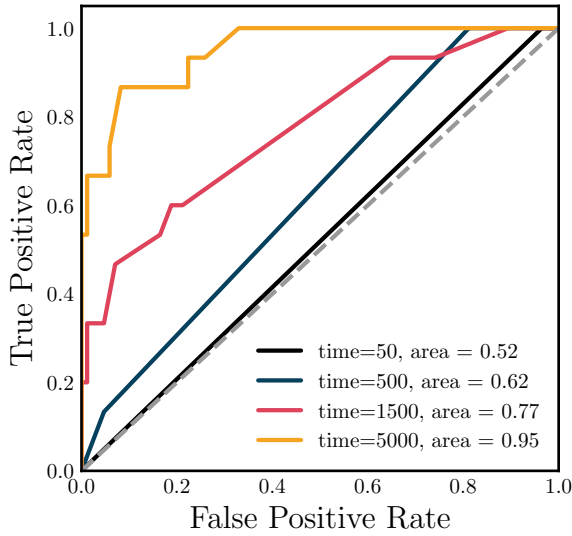 1.0
0.8
0.6
0.4
0.2
0.0
True Positive Rate
time=50, area = 0.52
time=500, area = 0.62
time=1500, area = 0.77
time=5000, area = 0.95
0.0 0.2 0.4 0.6 0.8 1.0
False Positive Rate